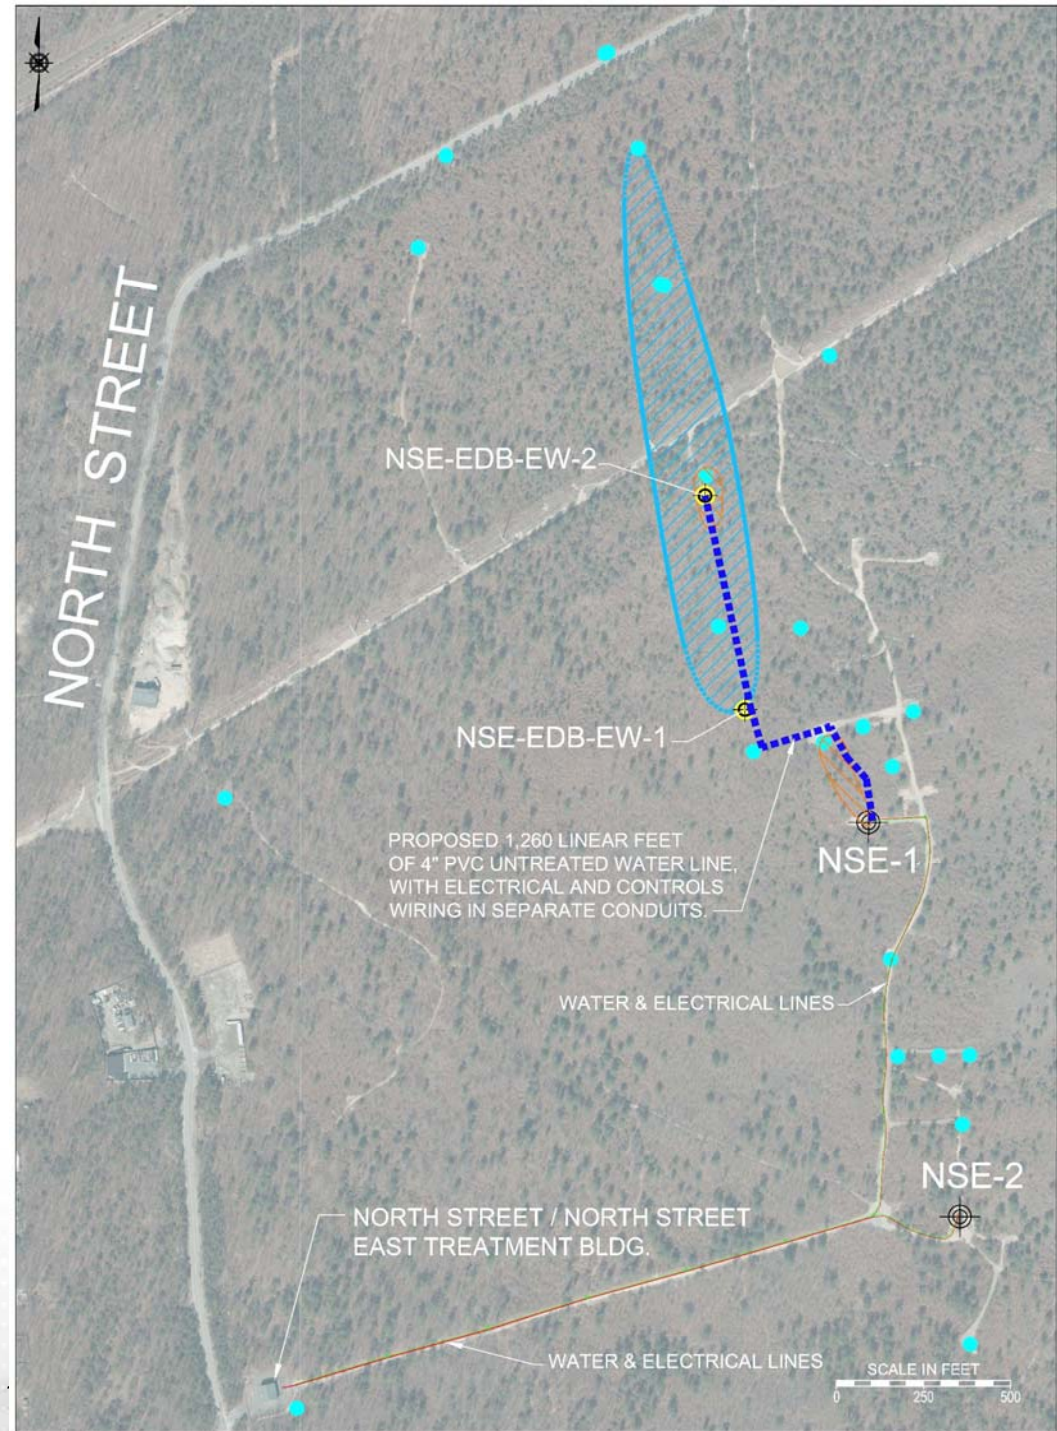 NORTH STREET
NSE-EDB-EW-2
NSE-EDB-EW-1
PROPOSED 1,260 LINEAR FEET
OF 4" PVC UNTREATED WATER LINE,
WITH ELECTRICAL AND CONTROLS
WIRING IN SEPARATE CONDUITS.
NSE-1
WATER & ELECTRICAL LINES
NSE-2
NORTH STREET / NORTH STREET
EAST TREATMENT BLDG.
WATER & ELECTRICAL LINES
SCALE IN FEET
0 250 500